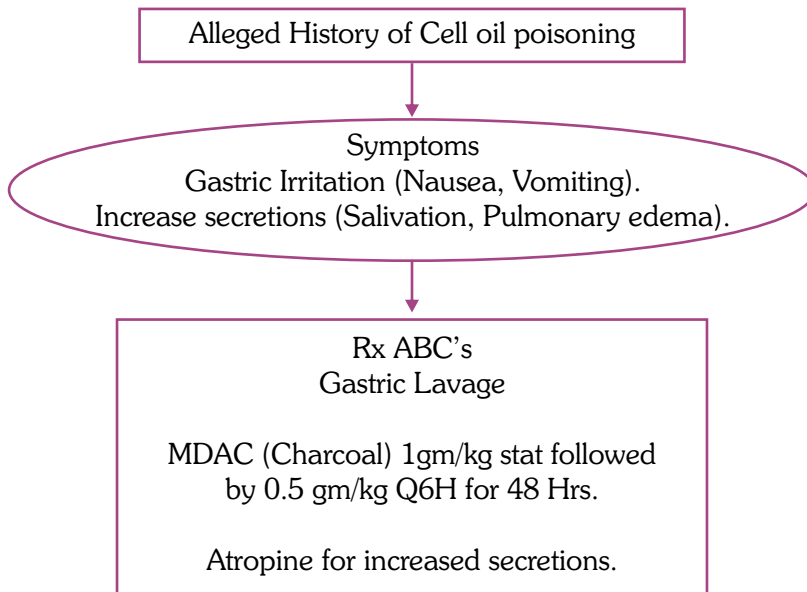 Alleged History of Cell oil poisoning
Symptoms
Gastric Irritation (Nausea, Vomiting).
Increase secretions (Salivation, Pulmonary edema).
Rx ABC's
Gastric Lavage
MDAC (Charcoal) 1gm/kg stat followed
by 0.5 gm/kg Q6H for 48 Hrs.
Atropine for increased secretions.